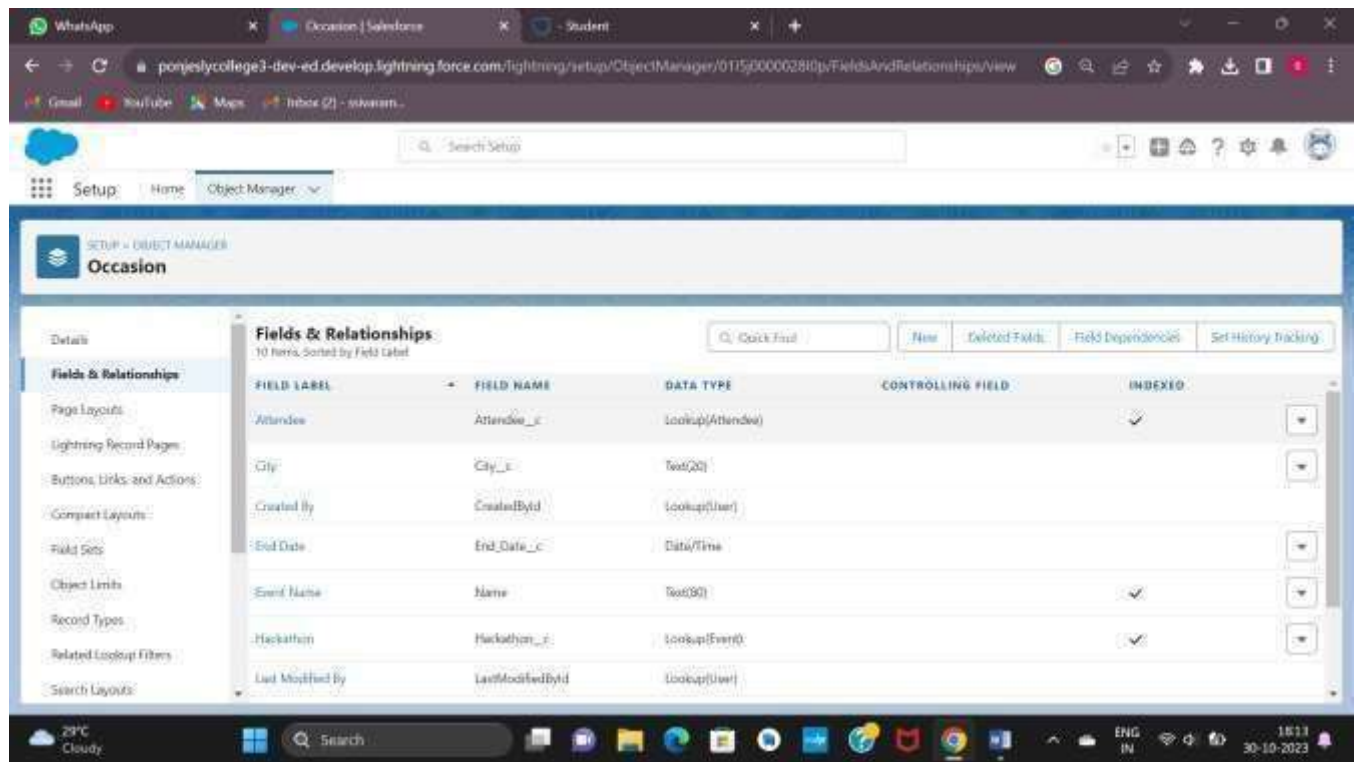 WhatsApp
Occasion | Salesforce
- Student
ponjeslycollege3-dev-ed.develop.lightning.force.com/lightning/setup/ObjectManager/
/FieldsAndRelationships/view
Gmail
YouTube
Maps
Inbox (2) -
Search Setup
Setup
Home
Object Manager
SETUP > OBJECT MANAGER
Occasion
Details
Fields & Relationships
Page Layouts
Lightning Record Pages
Buttons, Links, and Actions
Compact Layouts
Field Sets
Object Limits
Record Types
Related Lookup Filters
Search Layouts
Fields & Relationships
10 Items, Sorted by Field Label
Quick Find
New
Deleted Fields
Field Dependencies
Set History Tracking
FIELD LABEL FIELD NAME DATA TYPE CONTROLLING FIELD INDEXED
Attendee Attendee__c Lookup(Attendee)
City City__c Text(20)
Created By CreatedById Lookup(User)
End Date End_Date__c Date/Time
Event Name Name Text(80)
Hackathon Hackathon__c Lookup(Event)
Last Modified By LastModifiedById Lookup(User)
29°C
Cloudy
Search
ENG
IN
18:13
30-10-2023